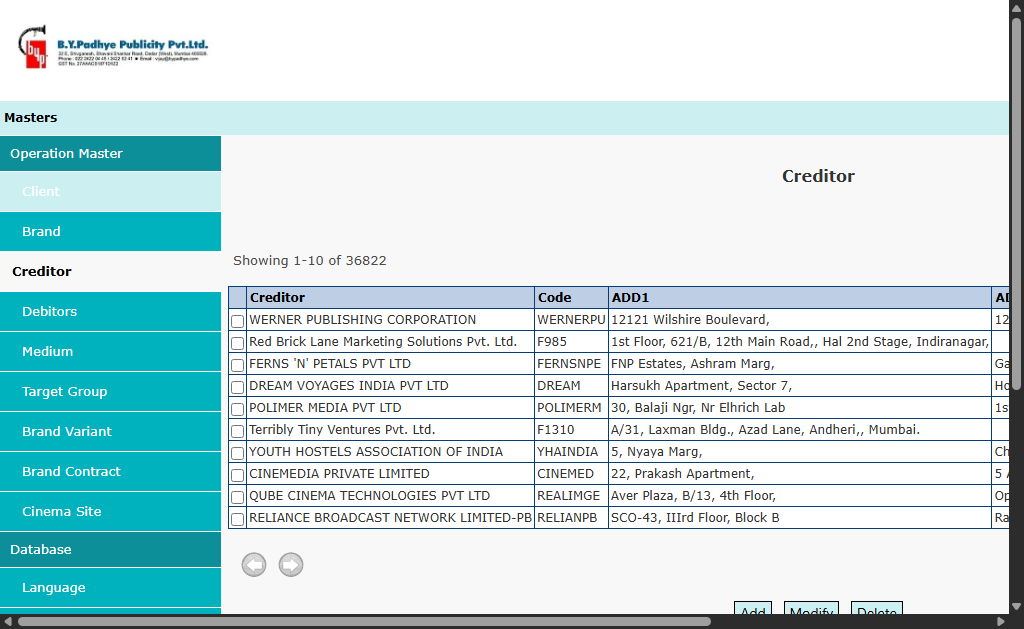 byp
B.Y.Padhye Publicity Pvt.Ltd.
Masters
Operation Master
Client
Brand
Creditor
Debitors
Medium
Target Group
Brand Variant
Brand Contract
Cinema Site
Database
Language
Creditor
Showing 1-10 of 36822
Creditor Code ADD1
WERNER PUBLISHING CORPORATION WERNERPU 12121 Wilshire Boulevard, 12
Red Brick Lane Marketing Solutions Pvt. Ltd. F985 1st Floor, 621/B, 12th Main Road,, Hal 2nd Stage, Indiranagar,
FERNS 'N' PETALS PVT LTD FERNSNPE FNP Estates, Ashram Marg, Ga
DREAM VOYAGES INDIA PVT LTD DREAM Harsukh Apartment, Sector 7, Ho
POLIMER MEDIA PVT LTD POLIMERM 30, Balaji Ngr, Nr Elhrich Lab 1s
Terribly Tiny Ventures Pvt. Ltd. F1310 A/31, Laxman Bldg., Azad Lane, Andheri,, Mumbai.
YOUTH HOSTELS ASSOCIATION OF INDIA YHAINDIA 5, Nyaya Marg, Ch
CINEMEDIA PRIVATE LIMITED CINEMED 22, Prakash Apartment, 5
QUBE CINEMA TECHNOLOGIES PVT LTD REALIMGE Aver Plaza, B/13, 4th Floor, Op
RELIANCE BROADCAST NETWORK LIMITED-PB RELIANPB SCO-43, IIIrd Floor, Block B Ra
Add Modify Delete